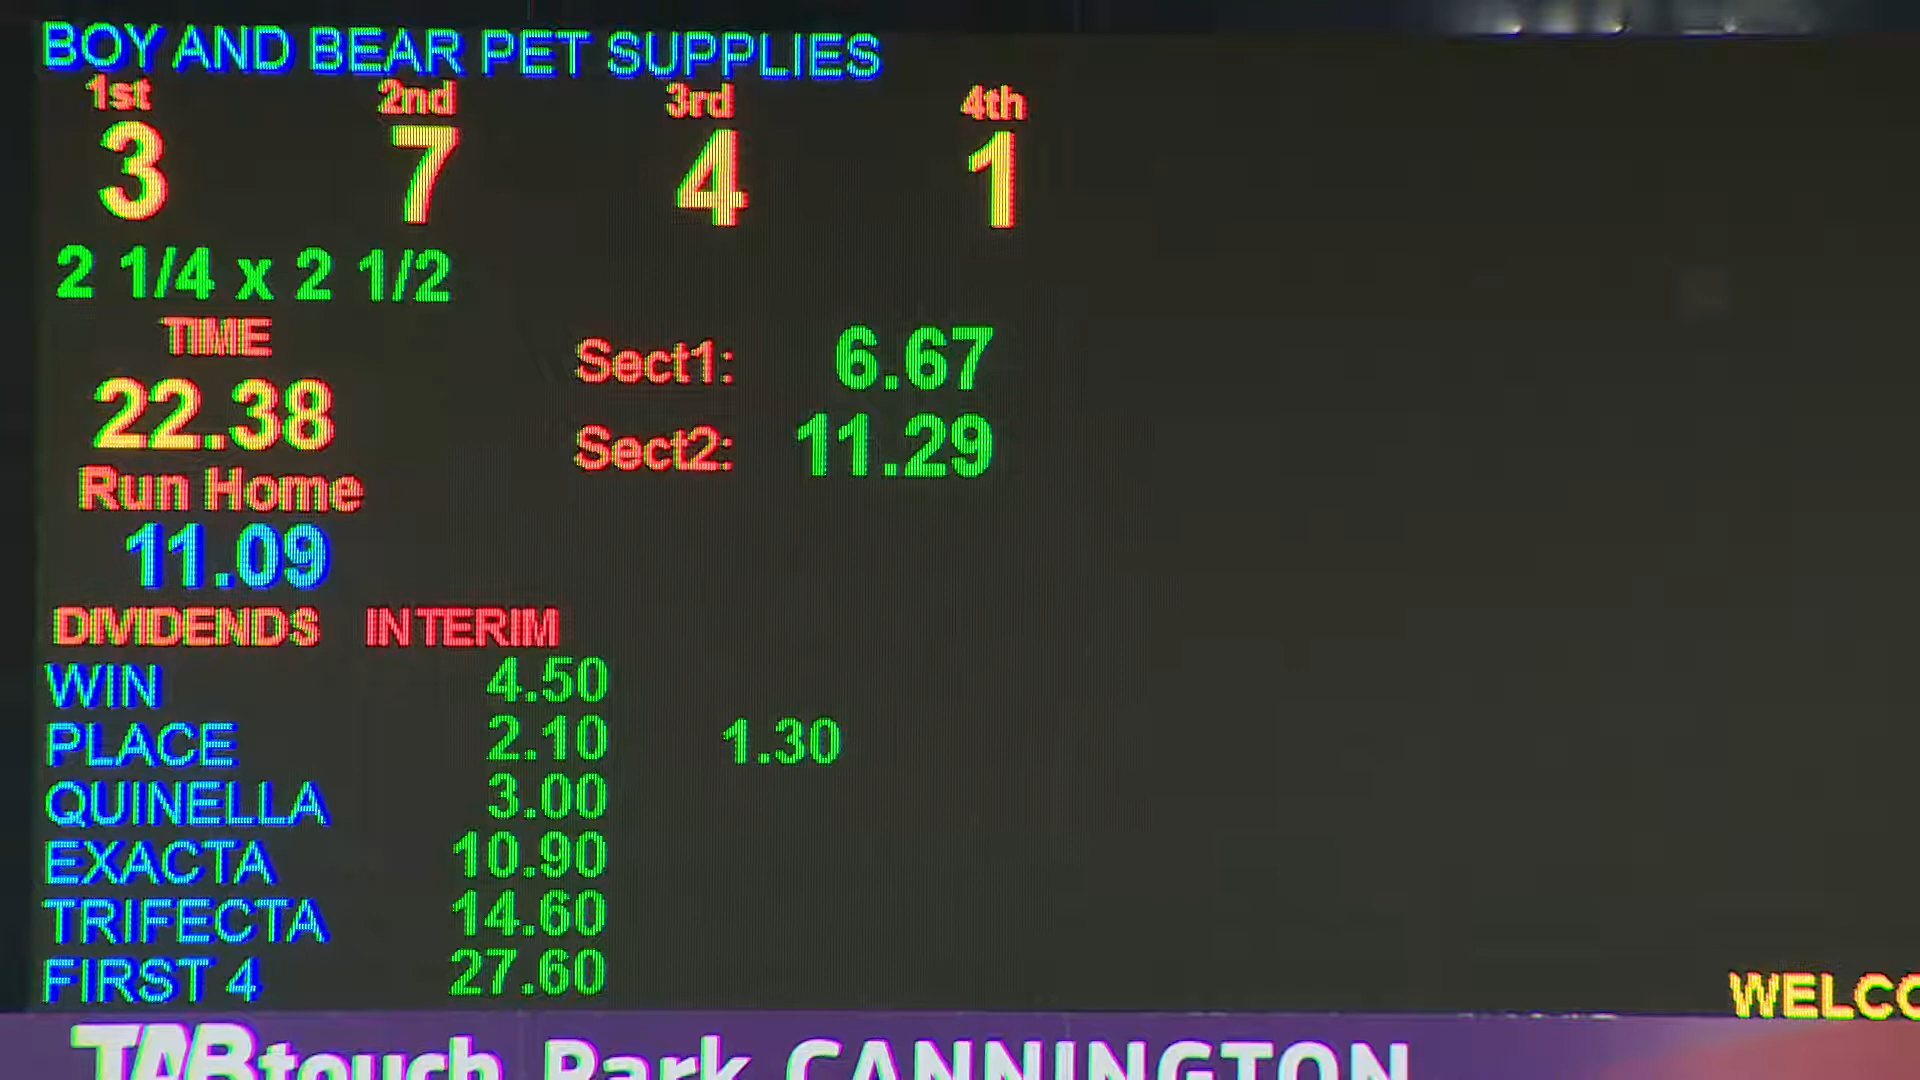 BOY AND BEAR PET SUPPLIES
1st 2nd 3rd 4th
3 7 4 1
2 1/4 x 2 1/2
TIME
22.38
Sect1: 6.67
Sect2: 11.29
Run Home
11.09
DIVIDENDS INTERIM
WIN 4.50
PLACE 2.10 1.30
QUINELLA 3.00
EXACTA 10.90
TRIFECTA 14.60
FIRST 4 27.60
WELCO
TABtouch Park CANNINGTON